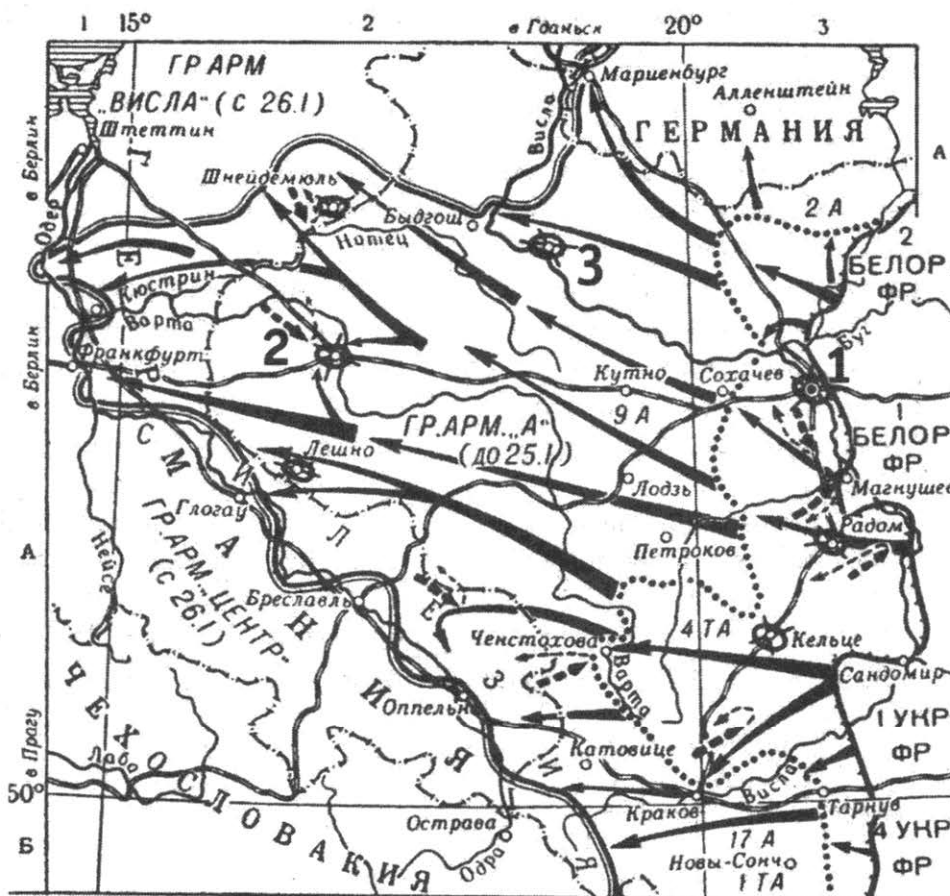 1 15° 2 в Гданьск 20° 3
ГР АРМ
„ВИСЛА“ (С 26.I)
Штеттин
Мариенбург
Алленштейн
ГЕРМАНИЯ
А
в Берлин
Висла
Шнейдемюль
Быдгощ
Нотец
2 А
2
БЕЛОР
ФР
Одер
3
Кюстрин
Варта
Буг
Франкфурт
2
в Берлин
Кутно
Сохачев
1
9 А
1
БЕЛОР
ФР
ГР. АРМ. „А“
(ДО 25.I)
Лешно
Лодзь
Магнушев
Глогау
Радом
Петроков
А
Нейсе
ГР. АРМ. „ЦЕНТР“
(С 26.I)
Бреславль
4 ТА
Кельце
Ченстохова
Варта
Сандомир
СИЛЕЗИЯ
Оппельн
1 УКР
ФР
Катовице
в Прагу
Лаба
Висла
50°
Краков
Тарнув
Острава
Одра
17 А
4 УКР
ФР
Б
Новы-Сонч
1 ТА
ЧЕХОСЛОВАКИЯ